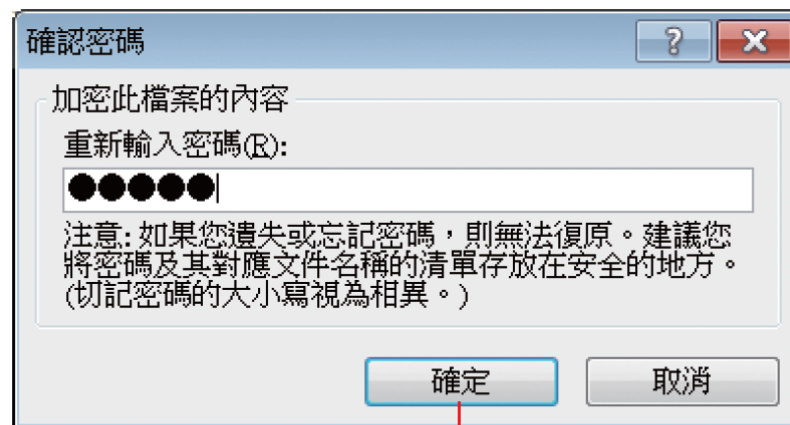 確認密碼
加密此檔案的內容
重新輸入密碼(R):
●●●●●
注意: 如果您遺失或忘記密碼，則無法復原。建議您
將密碼及其對應文件名稱的清單存放在安全的地方。
(切記密碼的大小寫視為相異。)
確定
取消